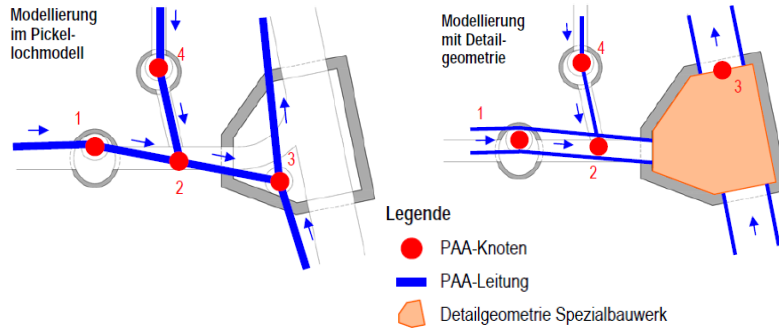 Modellierung
im Pickel-
lochmodell
4
1
2
3
Modellierung
mit Detail-
geometrie
4
1
2
3
Legende
PAA-Knoten
PAA-Leitung
Detailgeometrie Spezialbauwerk